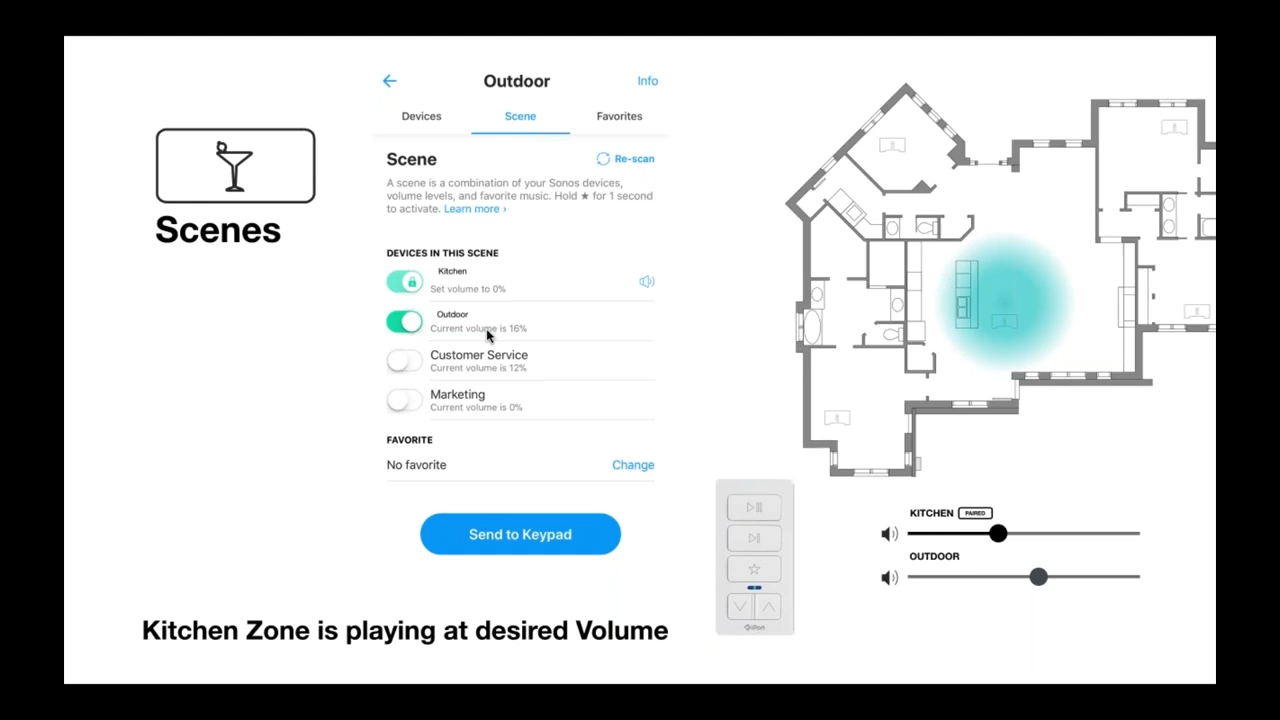 Scenes
Outdoor
Info
Devices
Scene
Favorites
Scene
Re-scan
A scene is a combination of your Sonos devices,
volume levels, and favorite music. Hold ★ for 1 second
to activate. Learn more ›
DEVICES IN THIS SCENE
Kitchen
Set volume to 0%
Outdoor
Current volume is 16%
Customer Service
Current volume is 12%
Marketing
Current volume is 0%
FAVORITE
No favorite
Change
Send to Keypad
Kitchen Zone is playing at desired Volume
iPort
KITCHEN PAIRED
OUTDOOR